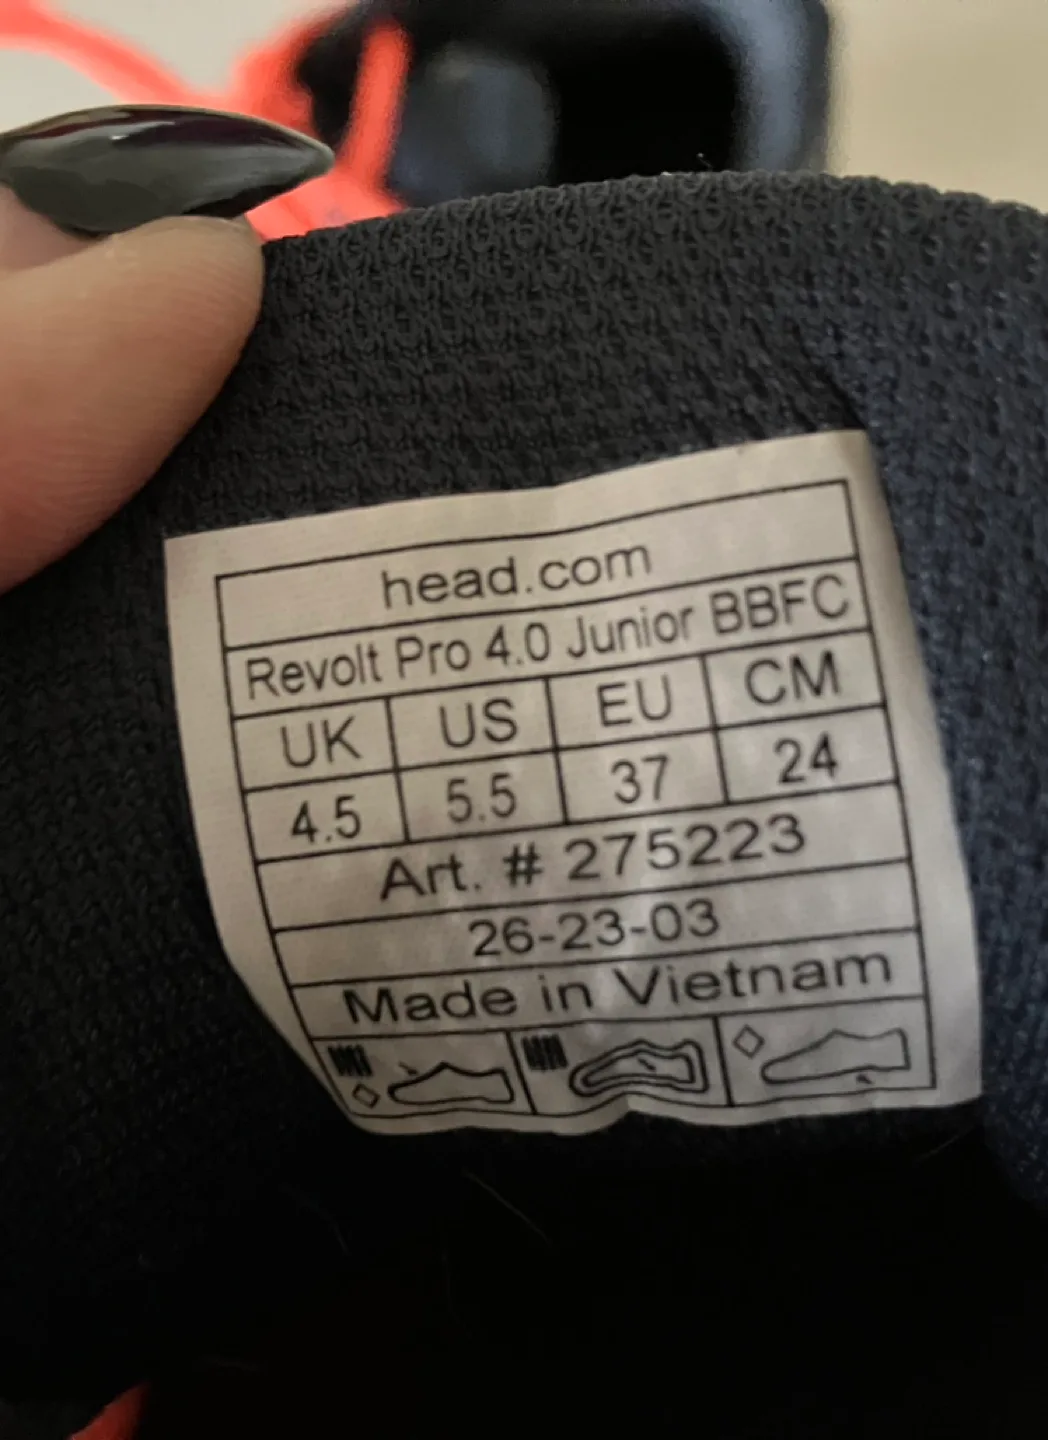 head.com
Revolt Pro 4.0 Junior BBFC
UK US EU CM
4.5 5.5 37 24
Art. # 275223
26-23-03
Made in Vietnam